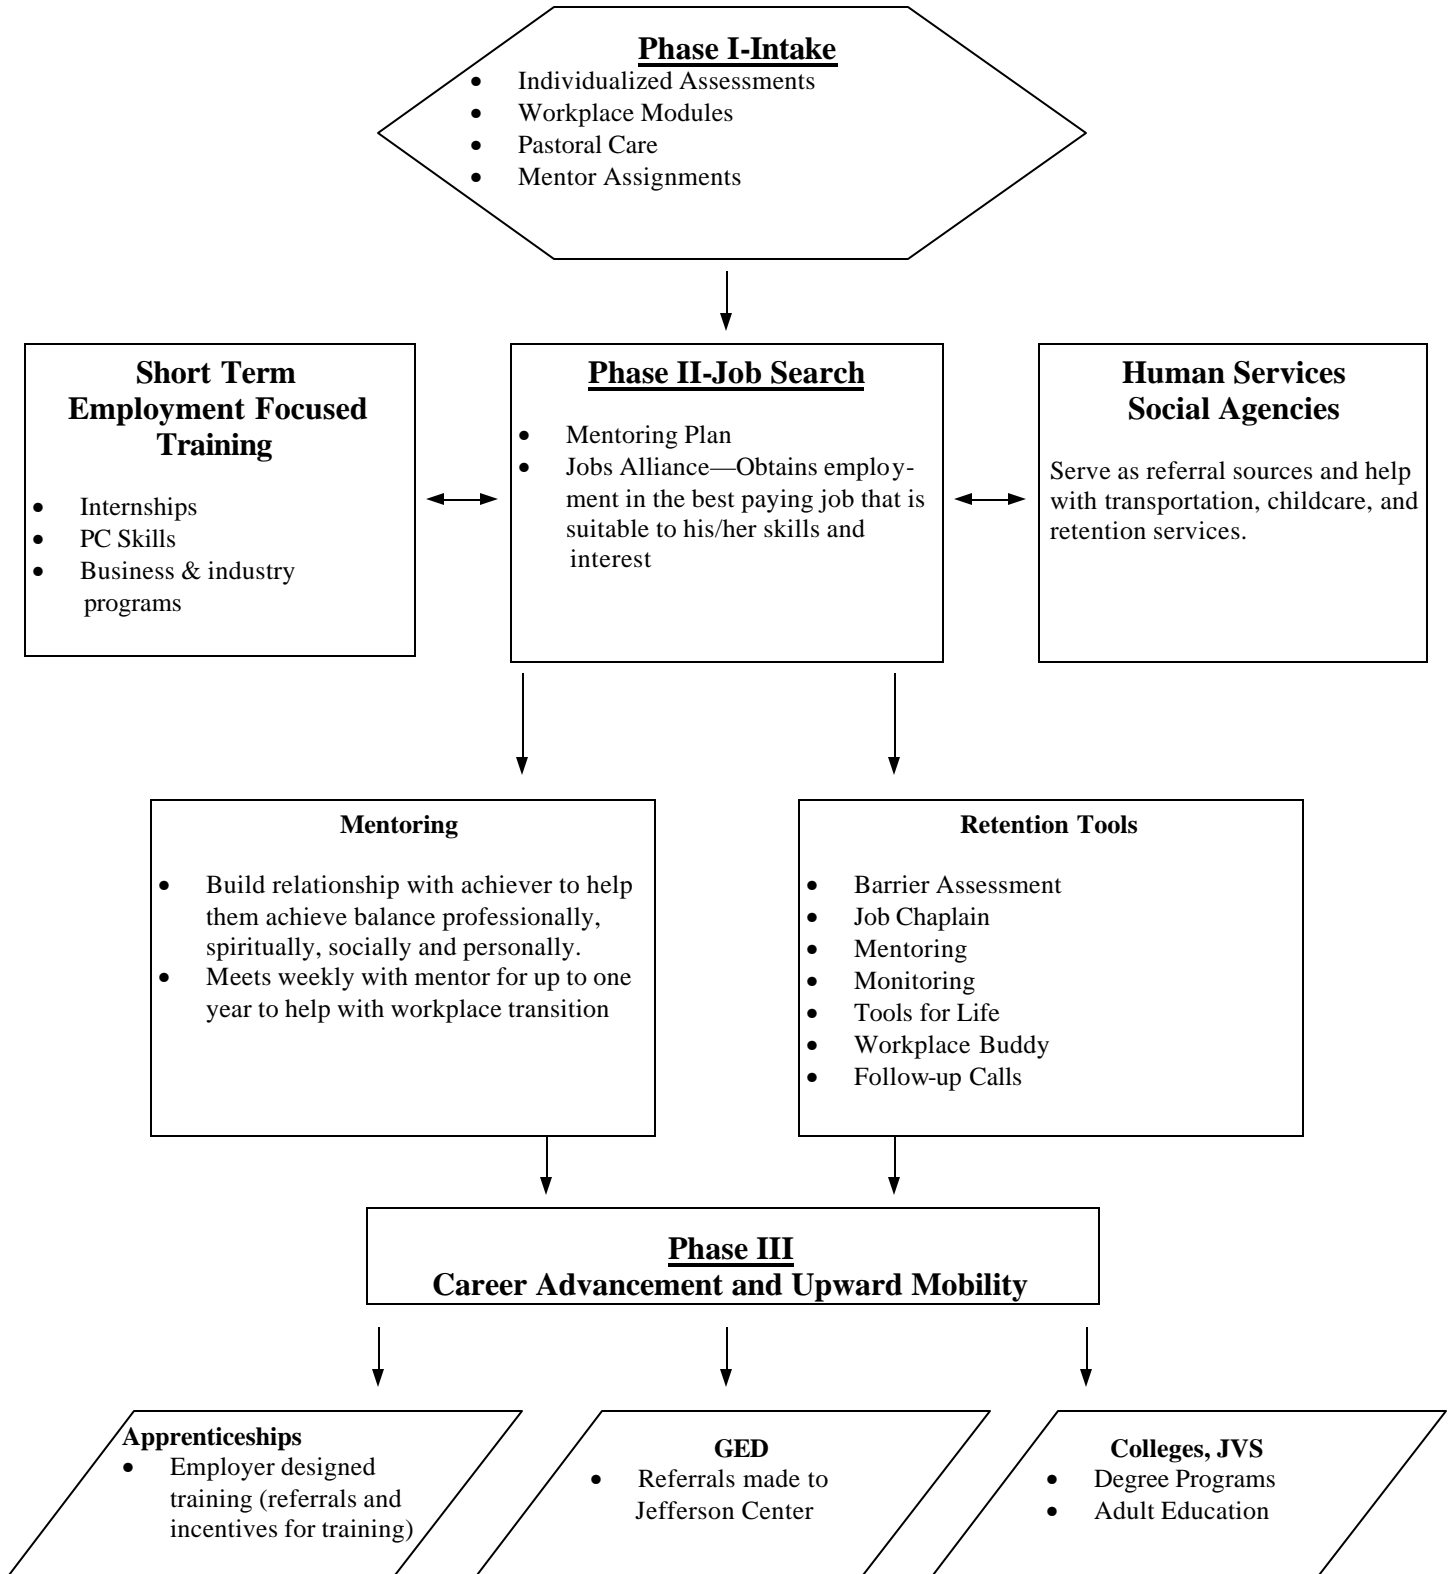 Phase I-Intake
• Individualized Assessments
• Workplace Modules
• Pastoral Care
• Mentor Assignments
Short Term
Employment Focused
Training
• Internships
• PC Skills
• Business & industry
programs
Phase II-Job Search
• Mentoring Plan
• Jobs Alliance—Obtains employ-
ment in the best paying job that is
suitable to his/her skills and
interest
Human Services
Social Agencies
Serve as referral sources and help
with transportation, childcare, and
retention services.
Mentoring
• Build relationship with achiever to help
them achieve balance professionally,
spiritually, socially and personally.
• Meets weekly with mentor for up to one
year to help with workplace transition
Retention Tools
• Barrier Assessment
• Job Chaplain
• Mentoring
• Monitoring
• Tools for Life
• Workplace Buddy
• Follow-up Calls
Phase III
Career Advancement and Upward Mobility
Apprenticeships
• Employer designed
training (referrals and
incentives for training)
GED
• Referrals made to
Jefferson Center
Colleges, JVS
• Degree Programs
• Adult Education